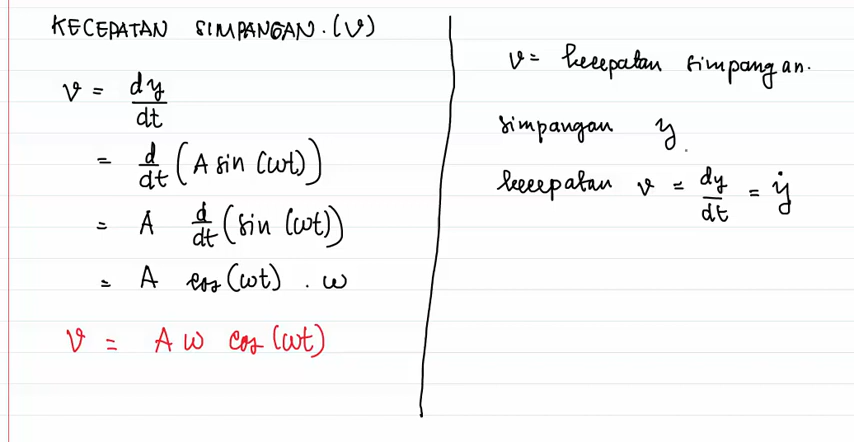 KECEPATAN SIMPANGAN. (v)
v = dy/dt
= d/dt (A sin (ωt))
= A d/dt (sin (ωt))
= A cos (ωt) . ω
v = A ω cos (ωt)
v = kecepatan simpangan.
simpangan y
kecepatan v = dy/dt = ẏ